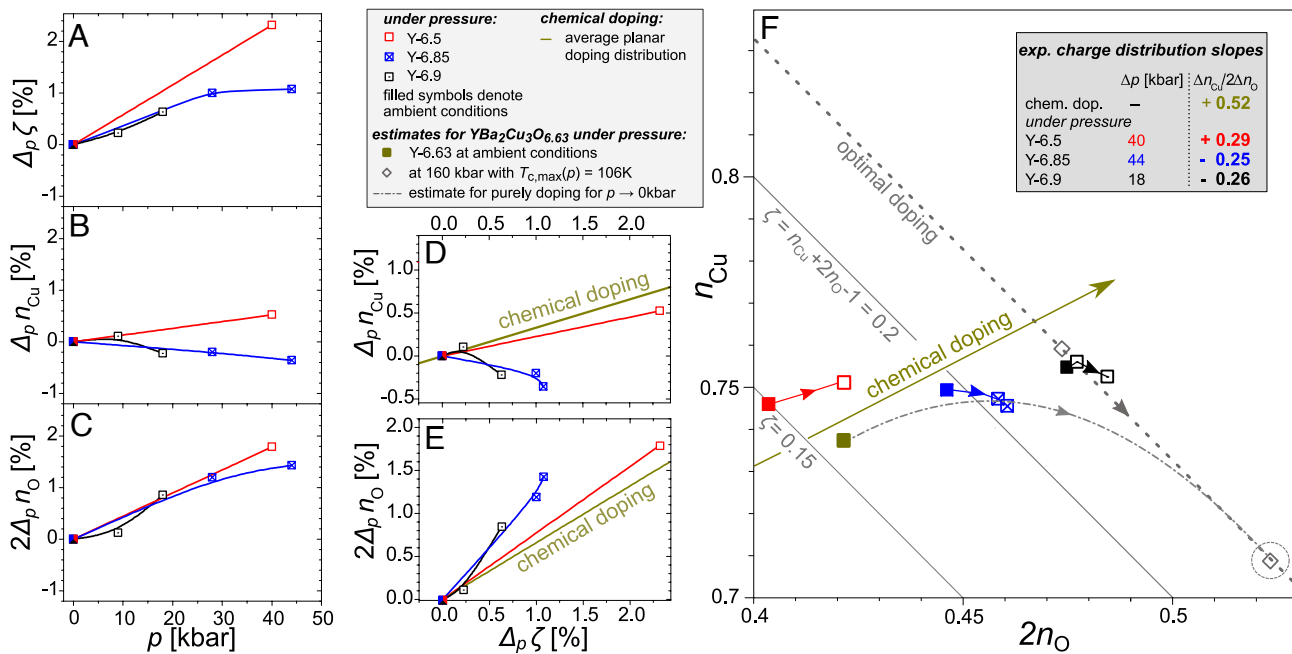 A
Δpζ [%]
2
1
0
-1
B
Δp nCu [%]
2
1
0
-1
C
2Δp nO [%]
2
1
0
-1
0 10 20 30 40 50
p [kbar]
under pressure:
Y-6.5
Y-6.85
Y-6.9
filled symbols denote
ambient conditions
chemical doping:
average planar
doping distribution
estimates for YBa2Cu3O6.63 under pressure:
Y-6.63 at ambient conditions
at 160 kbar with Tc,max(p) = 106K
estimate for purely doping for p → 0kbar
0.0 0.5 1.0 1.5 2.0
D
Δp nCu [%]
1.0
0.5
0.0
-0.5
chemical doping
E
2Δp nO [%]
2.0
1.5
1.0
0.5
0.0
chemical doping
0.0 0.5 1.0 1.5 2.0
Δpζ [%]
F
nCu
0.8
0.75
0.7
optimal doping
ζ = nCu+2nO-1 = 0.2
ζ = 0.15
chemical doping
exp. charge distribution slopes
Δp [kbar] ΔnCu/2ΔnO
chem. dop. – + 0.52
under pressure
Y-6.5 40 + 0.29
Y-6.85 44 - 0.25
Y-6.9 18 - 0.26
0.4 0.45 0.5
2nO